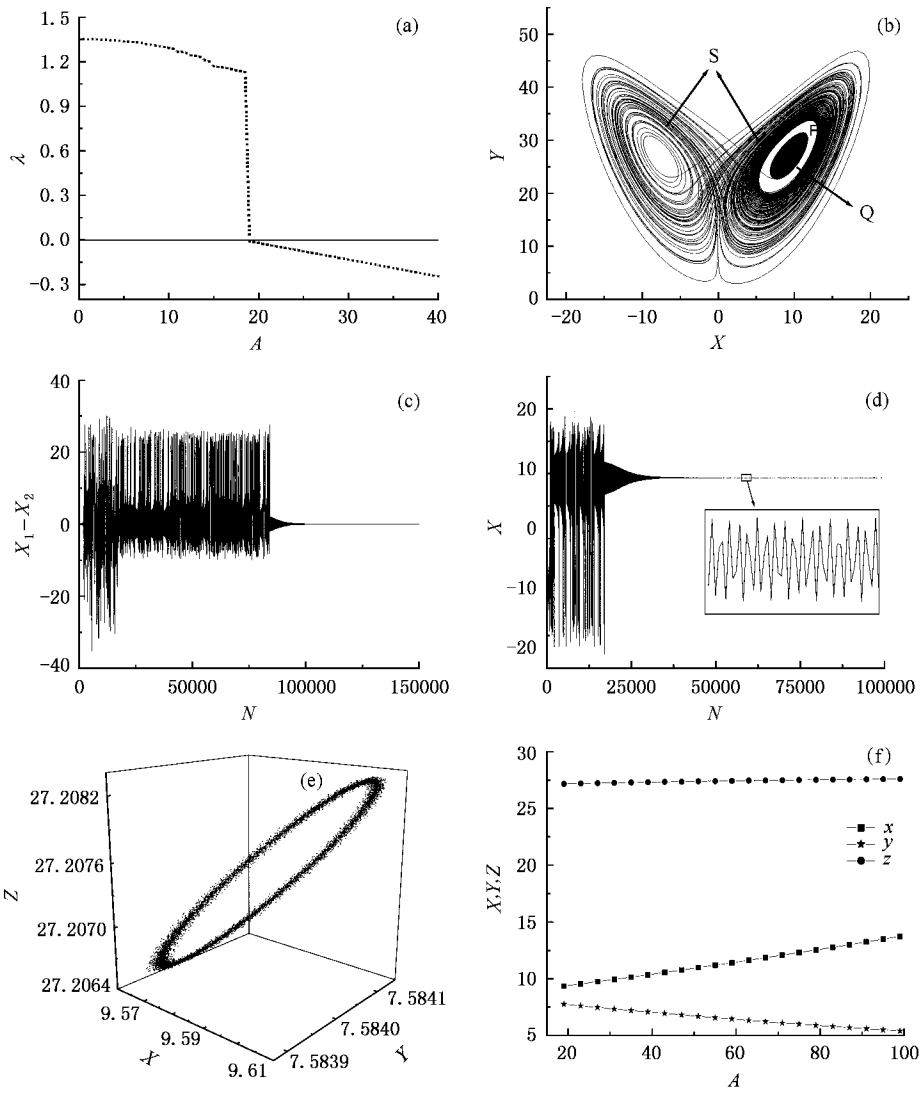 (a)
1.5
1.2
0.9
0.6
0.3
0.0
−0.3
λ
0 10 20 30 40
A
(b)
50
40
30
20
10
0
Y
S
F
Q
−20 −10 0 10 20
X
(c)
40
20
0
−20
−40
X1−X2
0 50000 100000 150000
N
(d)
20
10
0
−10
−20
X
0 25000 50000 75000 100000
N
(e)
27.2082
27.2076
27.2070
27.2064
Z
9.57
9.59
9.61
X
7.5839
7.5840
7.5841
Y
(f)
30
25
20
15
10
5
X,Y,Z
x
y
z
20 40 60 80 100
A